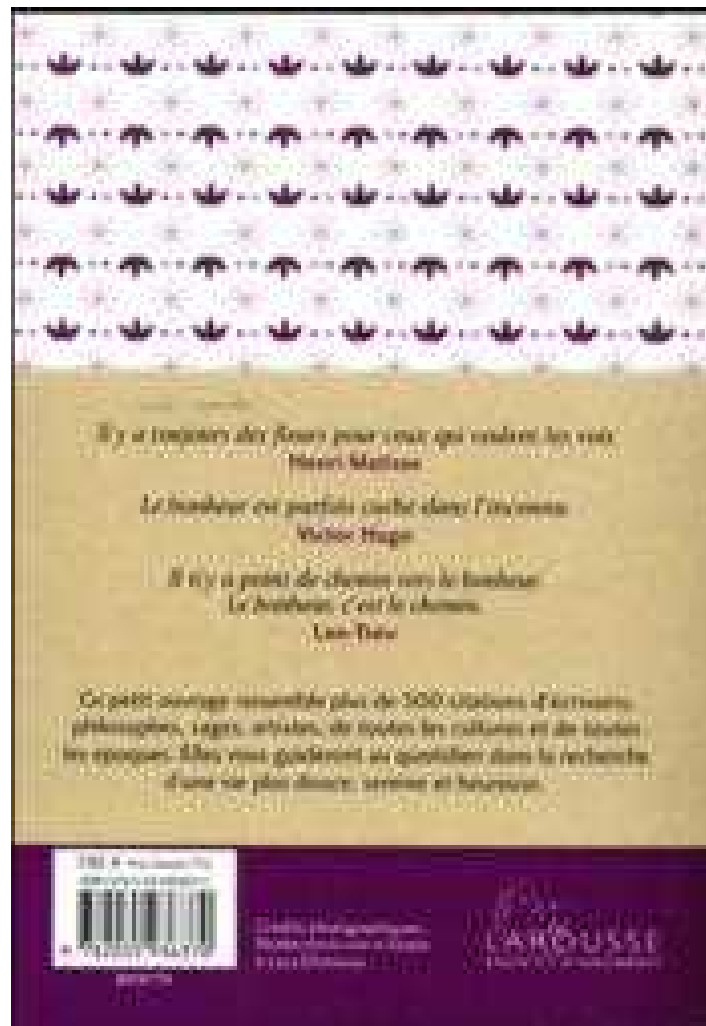 Il y a toujours des fleurs pour ceux qui veulent les voir.
Henri Matisse
Le bonheur est parfois caché dans l'inconnu.
Victor Hugo
Il n'y a point de chemin vers le bonheur.
Le bonheur, c'est le chemin.
Lao-Tseu
Ce petit ouvrage rassemble plus de 500 citations d'écrivains,
philosophes, sages, artistes, de toutes les cultures et de toutes
les époques. Elles vous guideront au quotidien dans la recherche
d'une vie plus douce, sereine et heureuse.
LAROUSSE